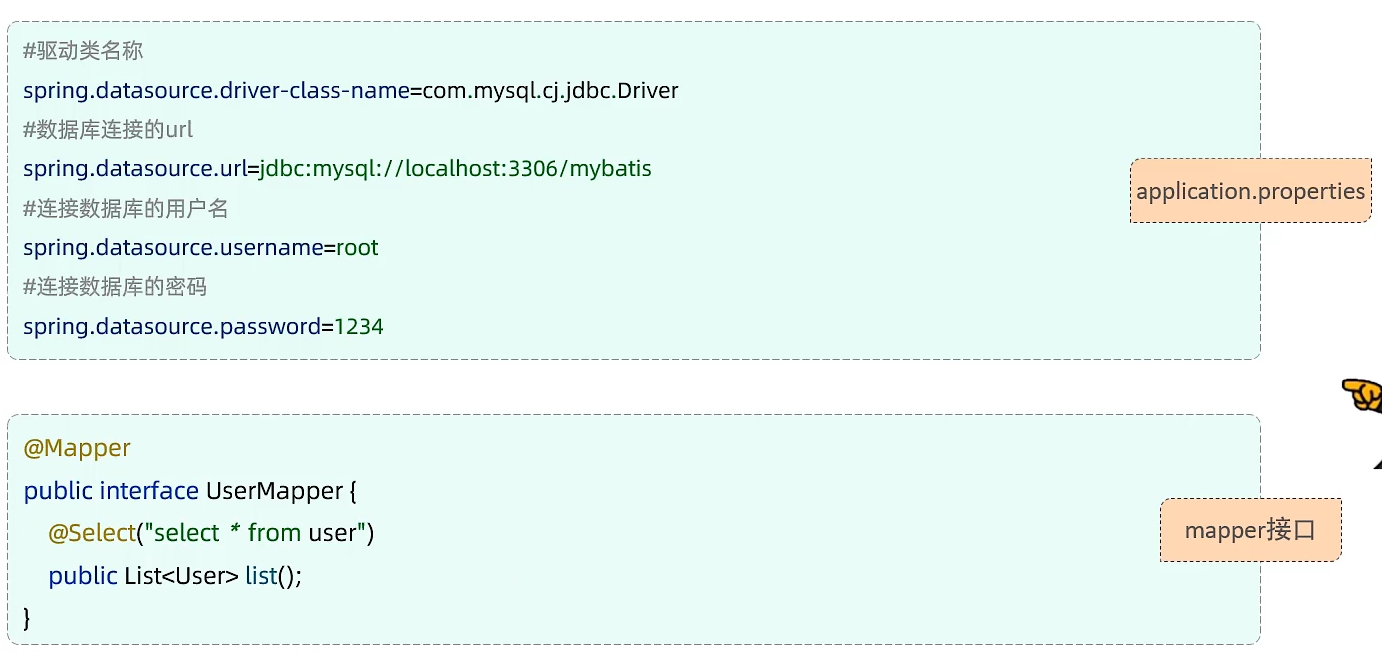 #驱动类名称
spring.datasource.driver-class-name=com.mysql.cj.jdbc.Driver
#数据库连接的url
spring.datasource.url=jdbc:mysql://localhost:3306/mybatis
#连接数据库的用户名
spring.datasource.username=root
#连接数据库的密码
spring.datasource.password=1234
application.properties
@Mapper
public interface UserMapper {
    @Select("select * from user")
    public List<User> list();
}
mapper接口